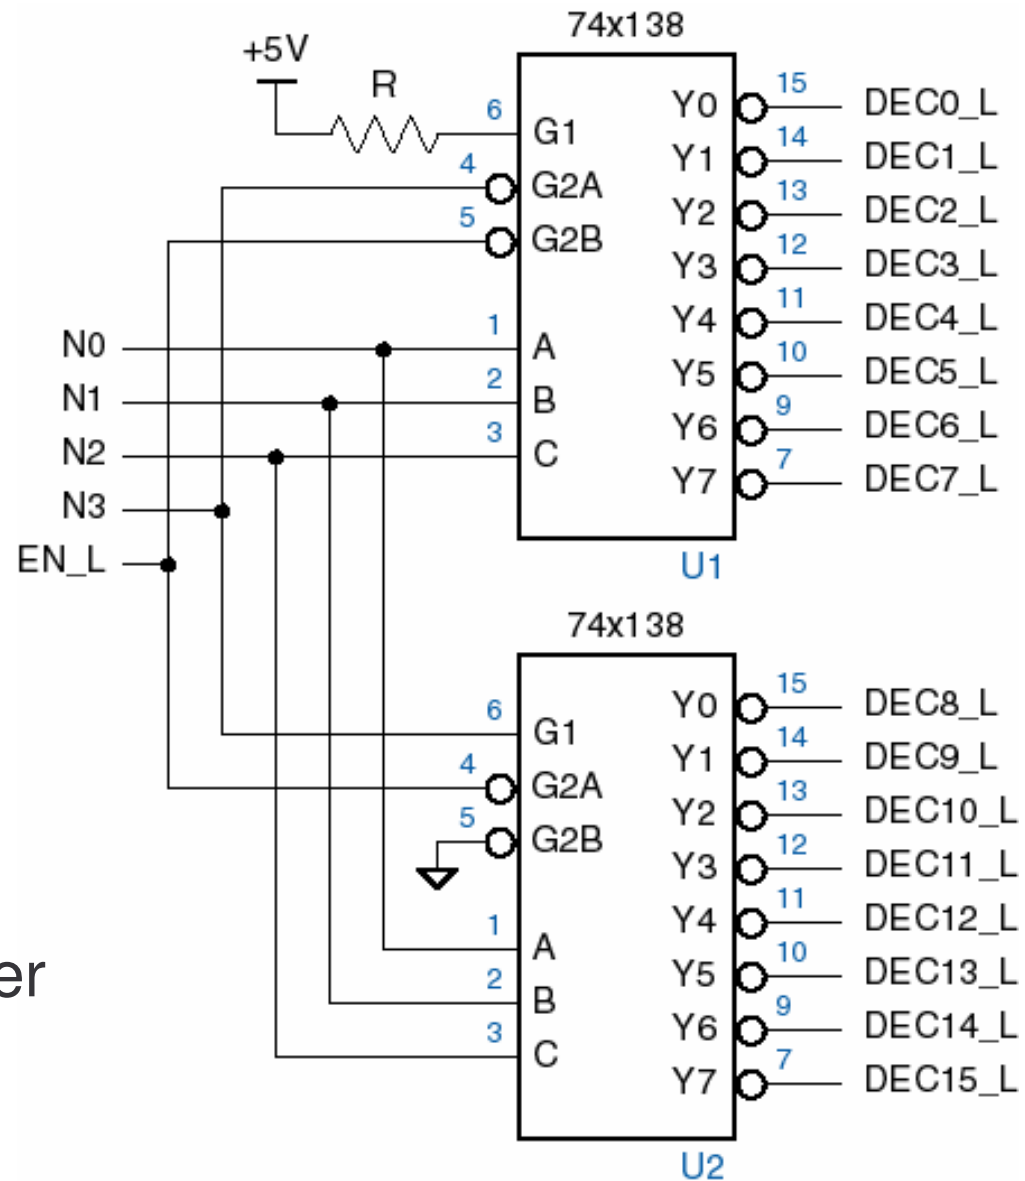 74x138
+5V
R
6 G1 Y0 15 DEC0_L
4 G2A Y1 14 DEC1_L
5 G2B Y2 13 DEC2_L
Y3 12 DEC3_L
N0 1 A Y4 11 DEC4_L
N1 2 B Y5 10 DEC5_L
N2 3 C Y6 9 DEC6_L
N3 Y7 7 DEC7_L
EN_L
U1
74x138
6 G1 Y0 15 DEC8_L
4 G2A Y1 14 DEC9_L
5 G2B Y2 13 DEC10_L
Y3 12 DEC11_L
1 A Y4 11 DEC12_L
2 B Y5 10 DEC13_L
3 C Y6 9 DEC14_L
Y7 7 DEC15_L
er
U2